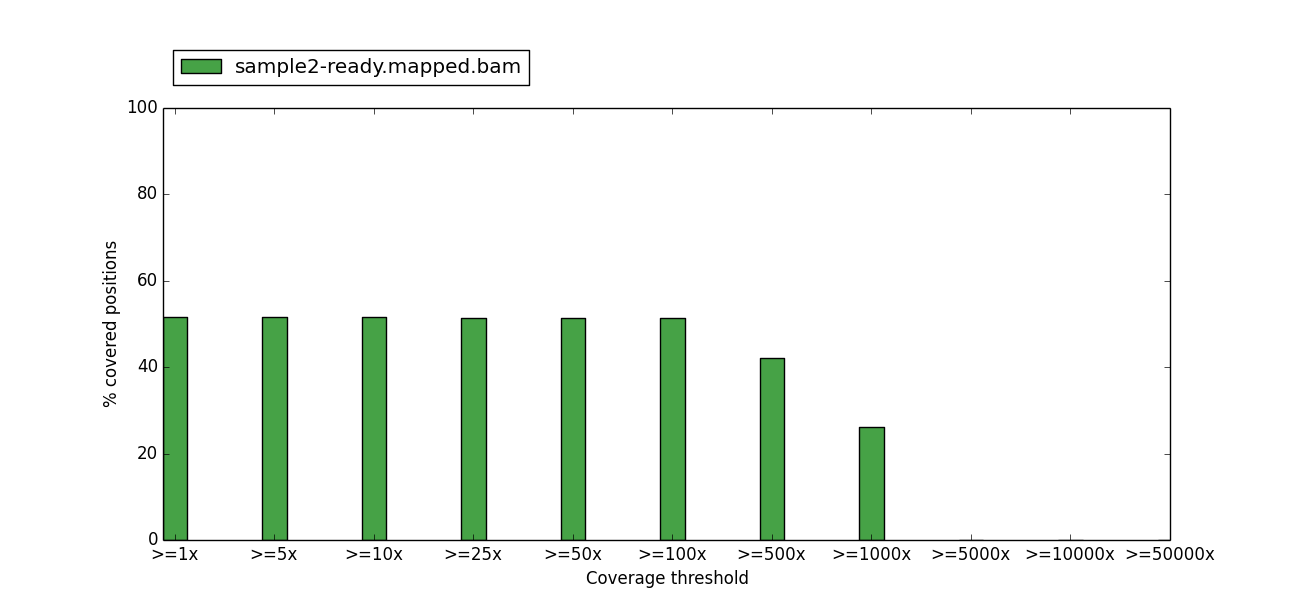 sample2-ready.mapped.bam
100
80
60
40
20
0
% covered positions
>=1x >=5x >=10x >=25x >=50x >=100x >=500x >=1000x >=5000x >=10000x >=50000x
Coverage threshold